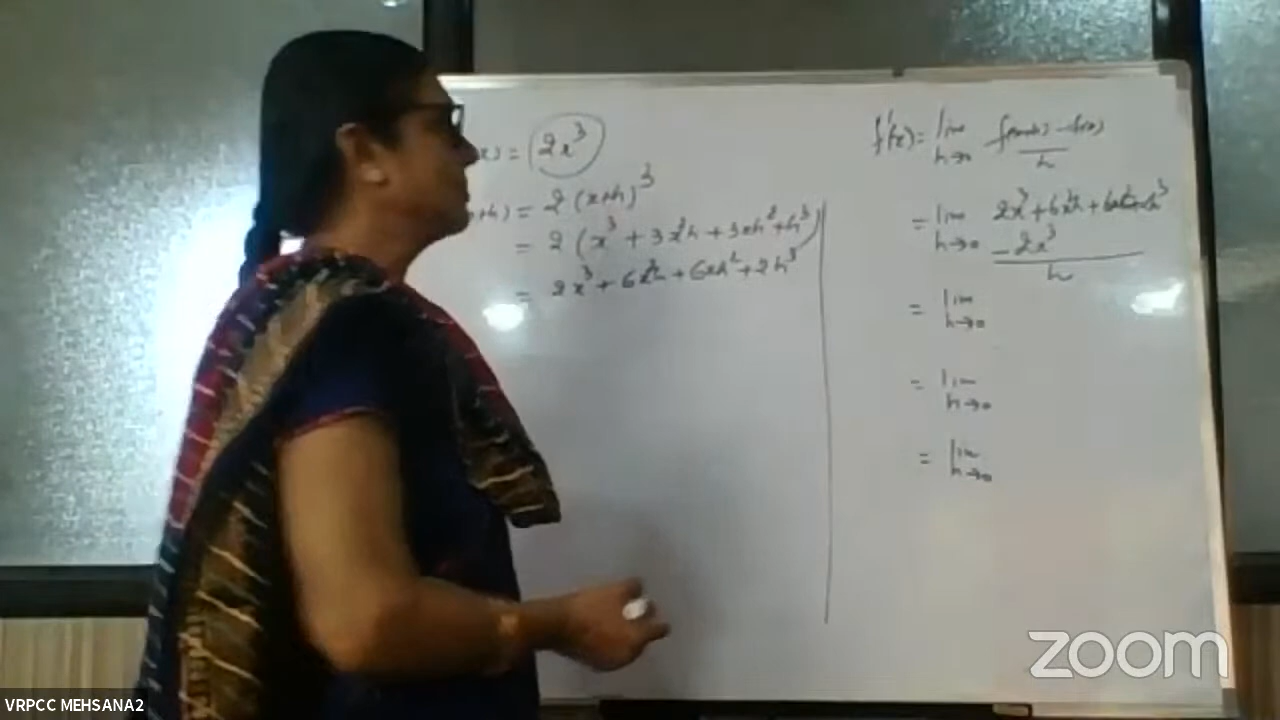 x) = 2x³
x+h) = 2 (x+h)³
= 2 (x³ + 3x²h + 3xh² + h³)
= 2x³ + 6x²h + 6xh² + 2h³
f'(x) = lim h→0 f(x+h) - f(x)
h
= lim h→0 2x³ + 6x²h + 6xh² + h³
- 2x³
h
= lim h→0
= lim h→0
= lim h→0
zoom
VRPCC MEHSANA2